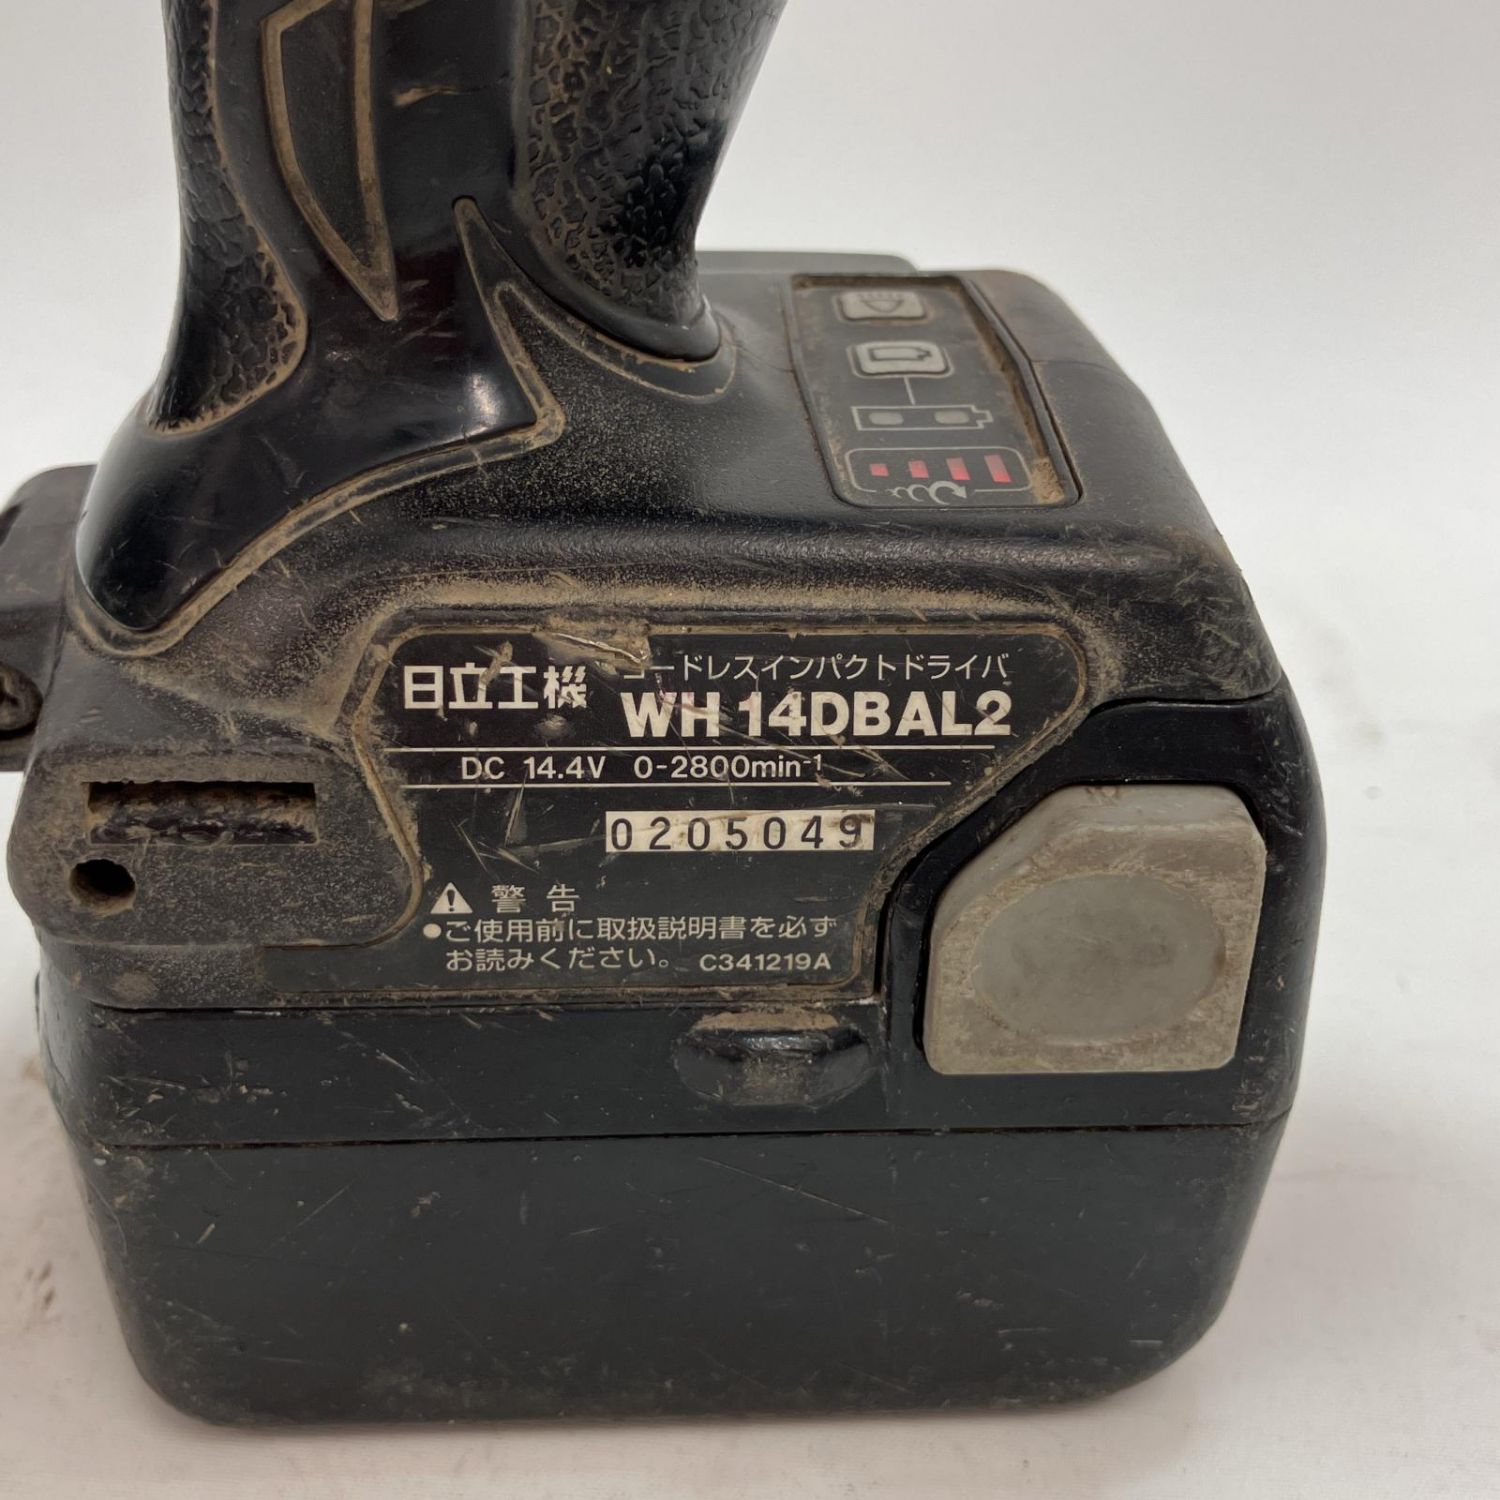 日立工機
コードレスインパクトドライバ
WH 14DBAL2
DC 14.4V 0-2800min⁻¹
0205049
警告
●ご使用前に取扱説明書を必ず
お読みください。 C341219A